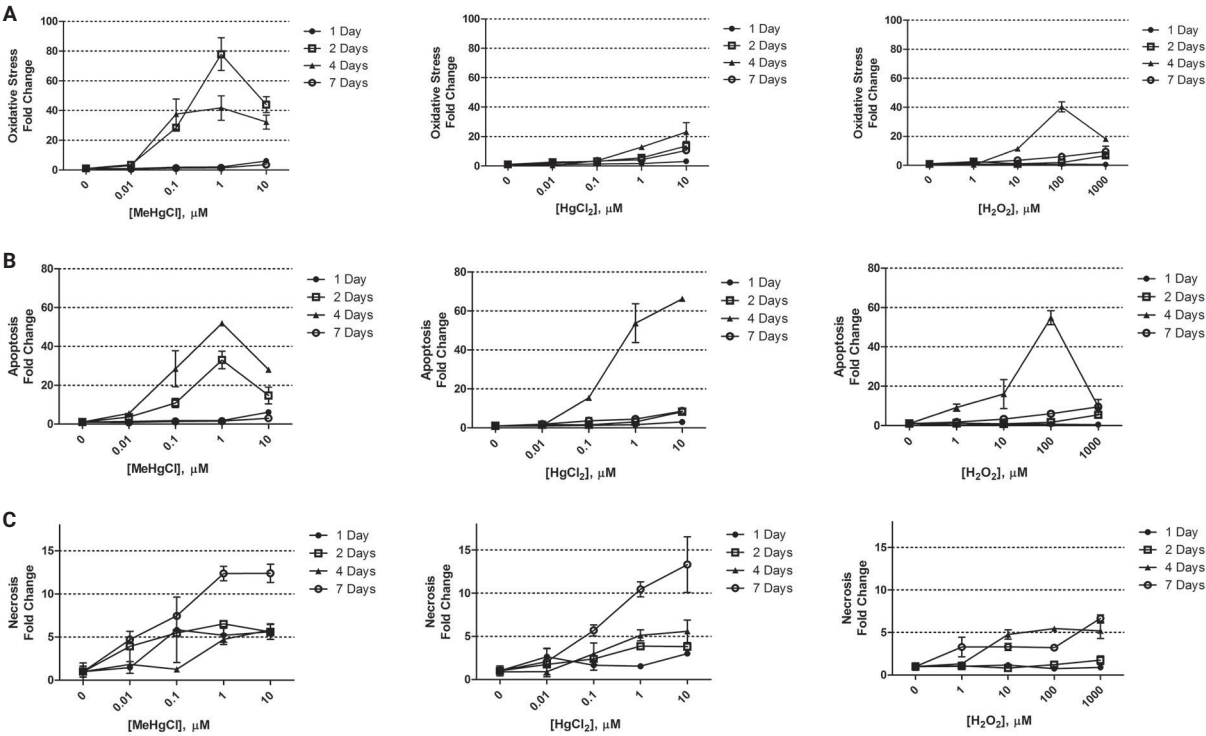 A
Oxidative Stress
Fold Change
100
80
60
40
20
0
0
0.01
0.1
1
10
[MeHgCl], μM
1 Day
2 Days
4 Days
7 Days
Oxidative Stress
Fold Change
100
80
60
40
20
0
0
0.01
0.1
1
10
[HgCl₂], μM
1 Day
2 Days
4 Days
7 Days
Oxidative Stress
Fold Change
100
80
60
40
20
0
0
1
10
100
1000
[H₂O₂], μM
1 Day
2 Days
4 Days
7 Days
B
Apoptosis
Fold Change
80
60
40
20
0
0
0.01
0.1
1
10
[MeHgCl], μM
1 Day
2 Days
4 Days
7 Days
Apoptosis
Fold Change
80
60
40
20
0
0
0.01
0.1
1
10
[HgCl₂], μM
1 Day
2 Days
4 Days
7 Days
Apoptosis
Fold Change
80
60
40
20
0
0
1
10
100
1000
[H₂O₂], μM
1 Day
2 Days
4 Days
7 Days
C
Necrosis
Fold Change
15
10
5
0
0
0.01
0.1
1
10
[MeHgCl], μM
1 Day
2 Days
4 Days
7 Days
Necrosis
Fold Change
15
10
5
0
0
0.01
0.1
1
10
[HgCl₂], μM
1 Day
2 Days
4 Days
7 Days
Necrosis
Fold Change
15
10
5
0
0
1
10
100
1000
[H₂O₂], μM
1 Day
2 Days
4 Days
7 Days